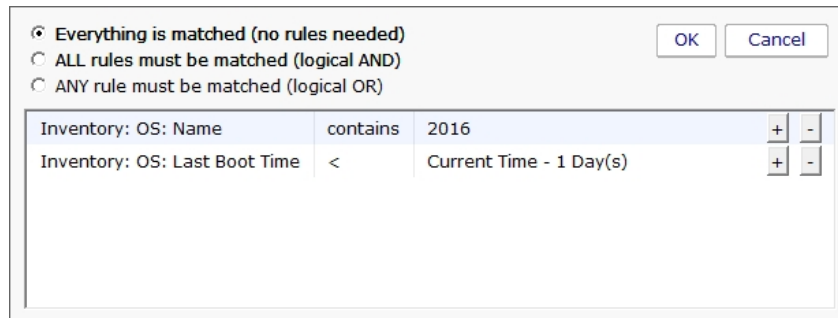 Everything is matched (no rules needed)
OK Cancel
ALL rules must be matched (logical AND)
ANY rule must be matched (logical OR)
Inventory: OS: Name contains 2016 + -
Inventory: OS: Last Boot Time < Current Time - 1 Day(s) + -